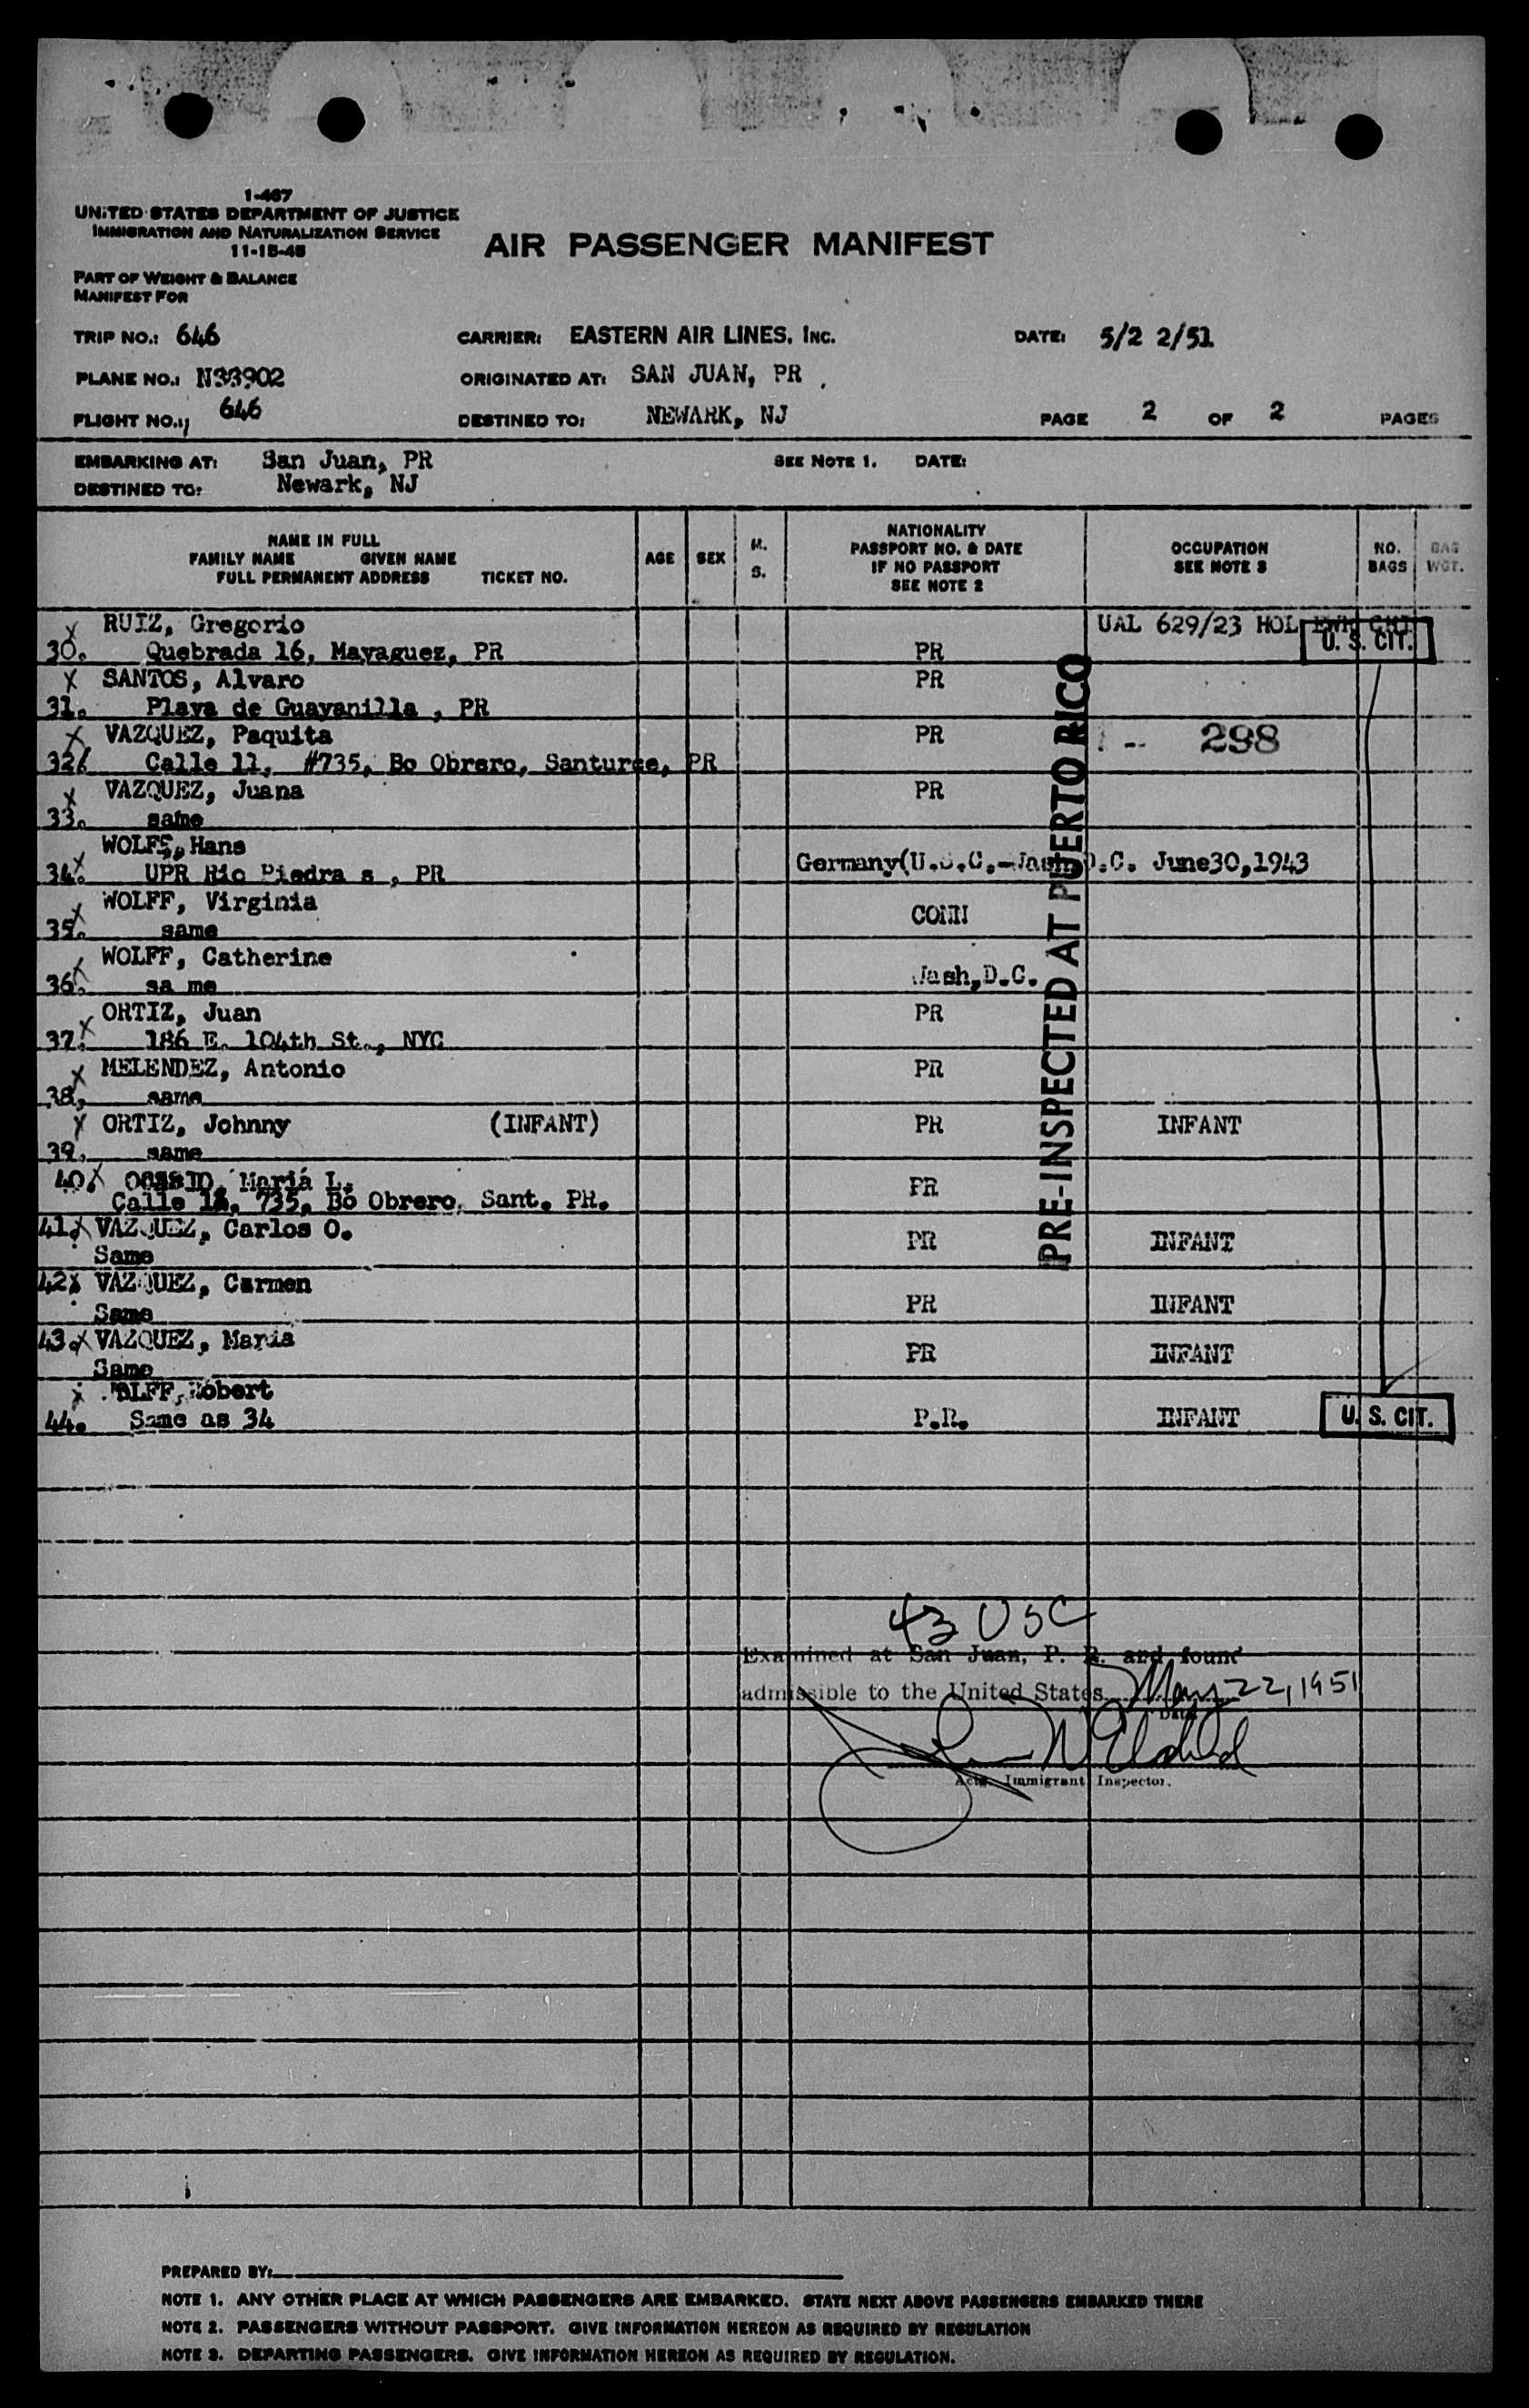 1-467
UNITED STATES DEPARTMENT OF JUSTICE
IMMIGRATION AND NATURALIZATION SERVICE
11-15-45
AIR PASSENGER MANIFEST
PART OF WEIGHT & BALANCE
MANIFEST FOR
TRIP NO.: 646 CARRIER: EASTERN AIR LINES, INC. DATE: 5/2 2/51
PLANE NO.: N33902 ORIGINATED AT: SAN JUAN, PR
FLIGHT NO.: 646 DESTINED TO: NEWARK, NJ PAGE 2 OF 2 PAGES
EMBARKING AT: San Juan, PR SEE NOTE 1. DATE:
DESTINED TO: Newark, NJ
NAME IN FULL
FAMILY NAME GIVEN NAME
FULL PERMANENT ADDRESS TICKET NO.
AGE SEX M. S.
NATIONALITY
PASSPORT NO. & DATE
IF NO PASSPORT
SEE NOTE 2
OCCUPATION
SEE NOTE 3
NO. BAGS
BAG WGT.
x RUIZ, Gregorio UAL 629/23 HOL
30. Quebrada 16, Mayaguez, PR PR U. S. CIT.
x SANTOS, Alvaro PR
31. Playa de Guayanilla , PR
x VAZQUEZ, Paquita PR 298
32. Calle 11, #735, Bo Obrero, Santurce, PR
x VAZQUEZ, Juana PR
33. same
WOLFF, Hans Germany(U.S.C.-Wash,D.C. June30,1943
34. x UPR Rio Piedra s , PR
x WOLFF, Virginia CONN
35. same
x WOLFF, Catherine Wash,D.C.
36. sa me
x ORTIZ, Juan PR
37. 186 E. 104th St., NYC
x MELENDEZ, Antonio PR
38. same
x ORTIZ, Johnny (INFANT) PR INFANT
39. same
40. x Maria L. PR
Calle 735, Bo Obrero, Sant. PR.
41. x VAZQUEZ, Carlos O. PR INFANT
Same
42. x VAZQUEZ, Carmen PR INFANT
Same
43. x VAZQUEZ, Maria PR INFANT
Same
x WOLFF, Robert
44. Same as 34 P.R. INFANT U. S. CIT.
PRE-INSPECTED AT PUERTO RICO
43 USC
Examined at San Juan, P. R. and found
admissible to the United States May 22, 1951
Date
Actg. Immigrant Inspector.
PREPARED BY:
NOTE 1. ANY OTHER PLACE AT WHICH PASSENGERS ARE EMBARKED. STATE NEXT ABOVE PASSENGERS EMBARKED THERE
NOTE 2. PASSENGERS WITHOUT PASSPORT. GIVE INFORMATION HEREON AS REQUIRED BY REGULATION
NOTE 3. DEPARTING PASSENGERS. GIVE INFORMATION HEREON AS REQUIRED BY REGULATION.